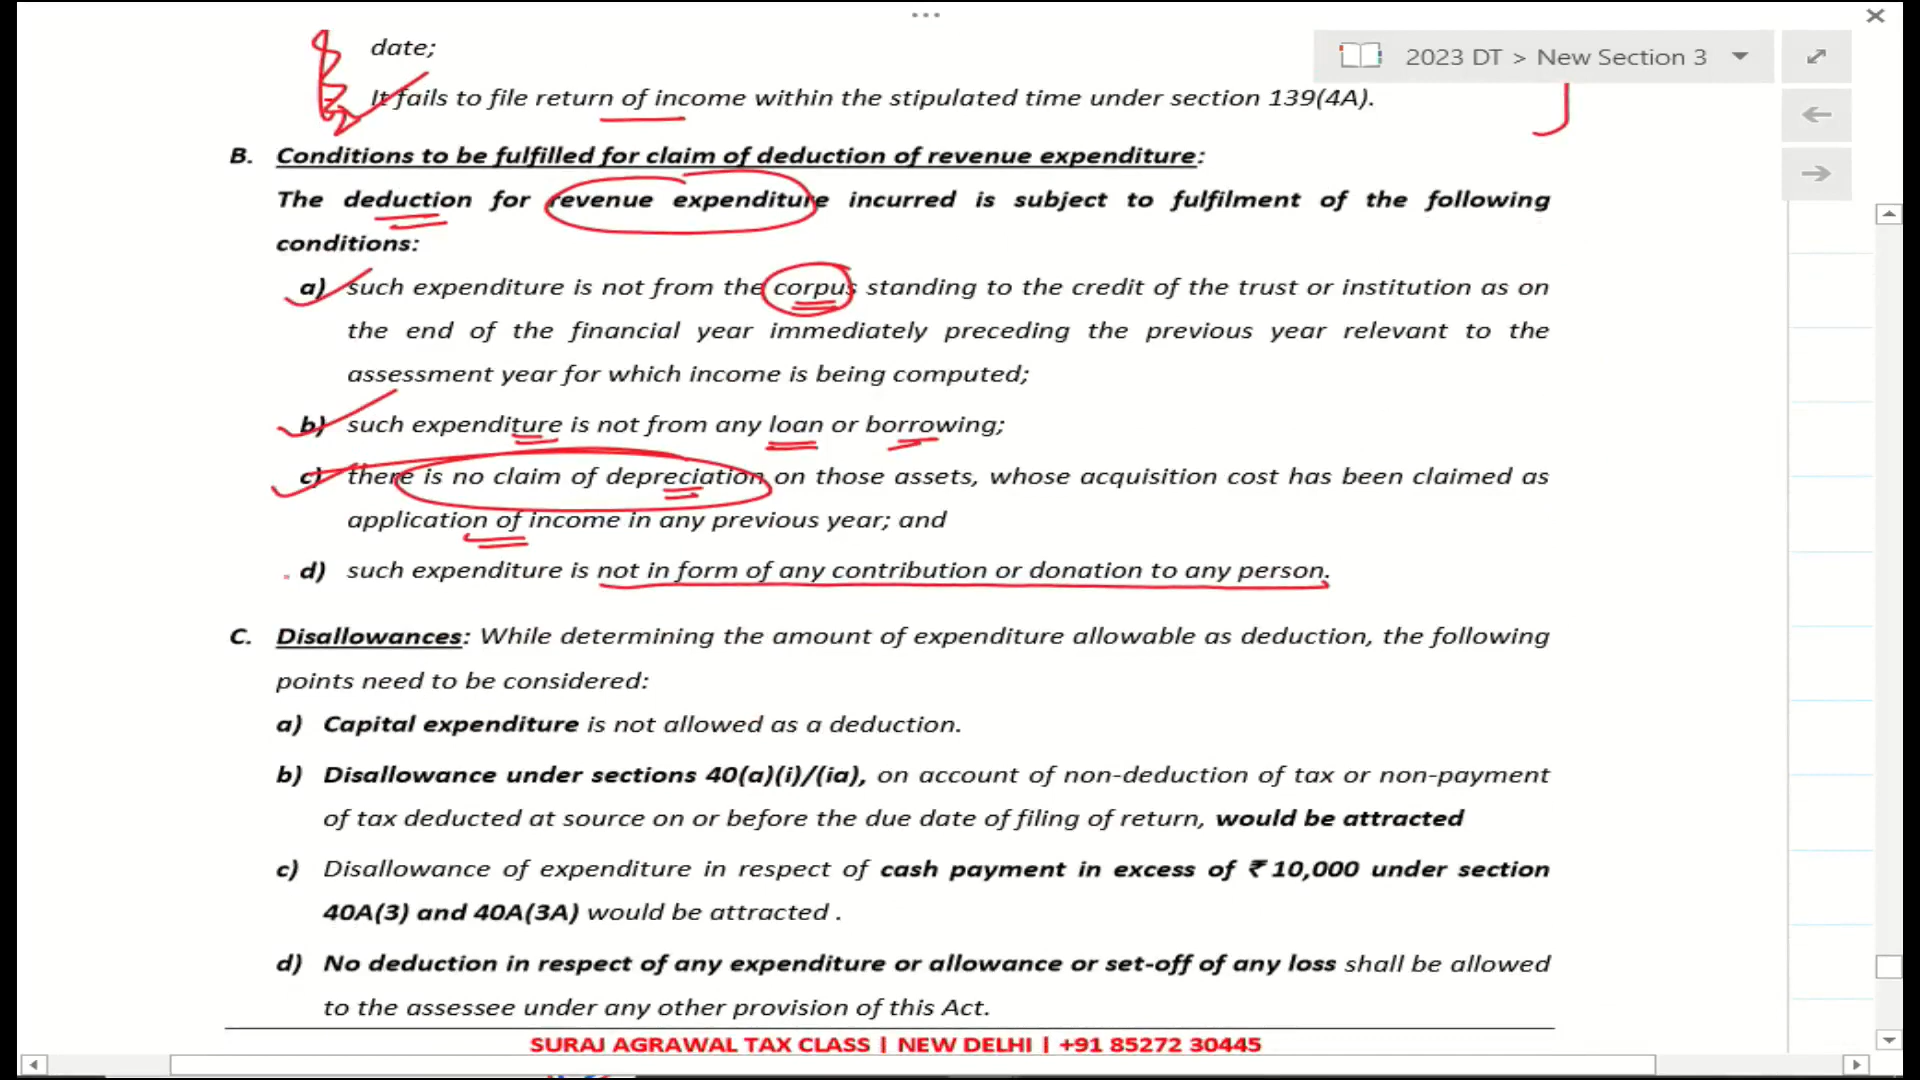 2023 DT > New Section 3
date;
It fails to file return of income within the stipulated time under section 139(4A).
B. Conditions to be fulfilled for claim of deduction of revenue expenditure:
The deduction for revenue expenditure incurred is subject to fulfilment of the following
conditions:
a) such expenditure is not from the corpus standing to the credit of the trust or institution as on
the end of the financial year immediately preceding the previous year relevant to the
assessment year for which income is being computed;
b) such expenditure is not from any loan or borrowing;
c) there is no claim of depreciation on those assets, whose acquisition cost has been claimed as
application of income in any previous year; and
d) such expenditure is not in form of any contribution or donation to any person.
C. Disallowances: While determining the amount of expenditure allowable as deduction, the following
points need to be considered:
a) Capital expenditure is not allowed as a deduction.
b) Disallowance under sections 40(a)(i)/(ia), on account of non-deduction of tax or non-payment
of tax deducted at source on or before the due date of filing of return, would be attracted
c) Disallowance of expenditure in respect of cash payment in excess of ₹ 10,000 under section
40A(3) and 40A(3A) would be attracted .
d) No deduction in respect of any expenditure or allowance or set-off of any loss shall be allowed
to the assessee under any other provision of this Act.
SURAJ AGRAWAL TAX CLASS | NEW DELHI | +91 85272 30445